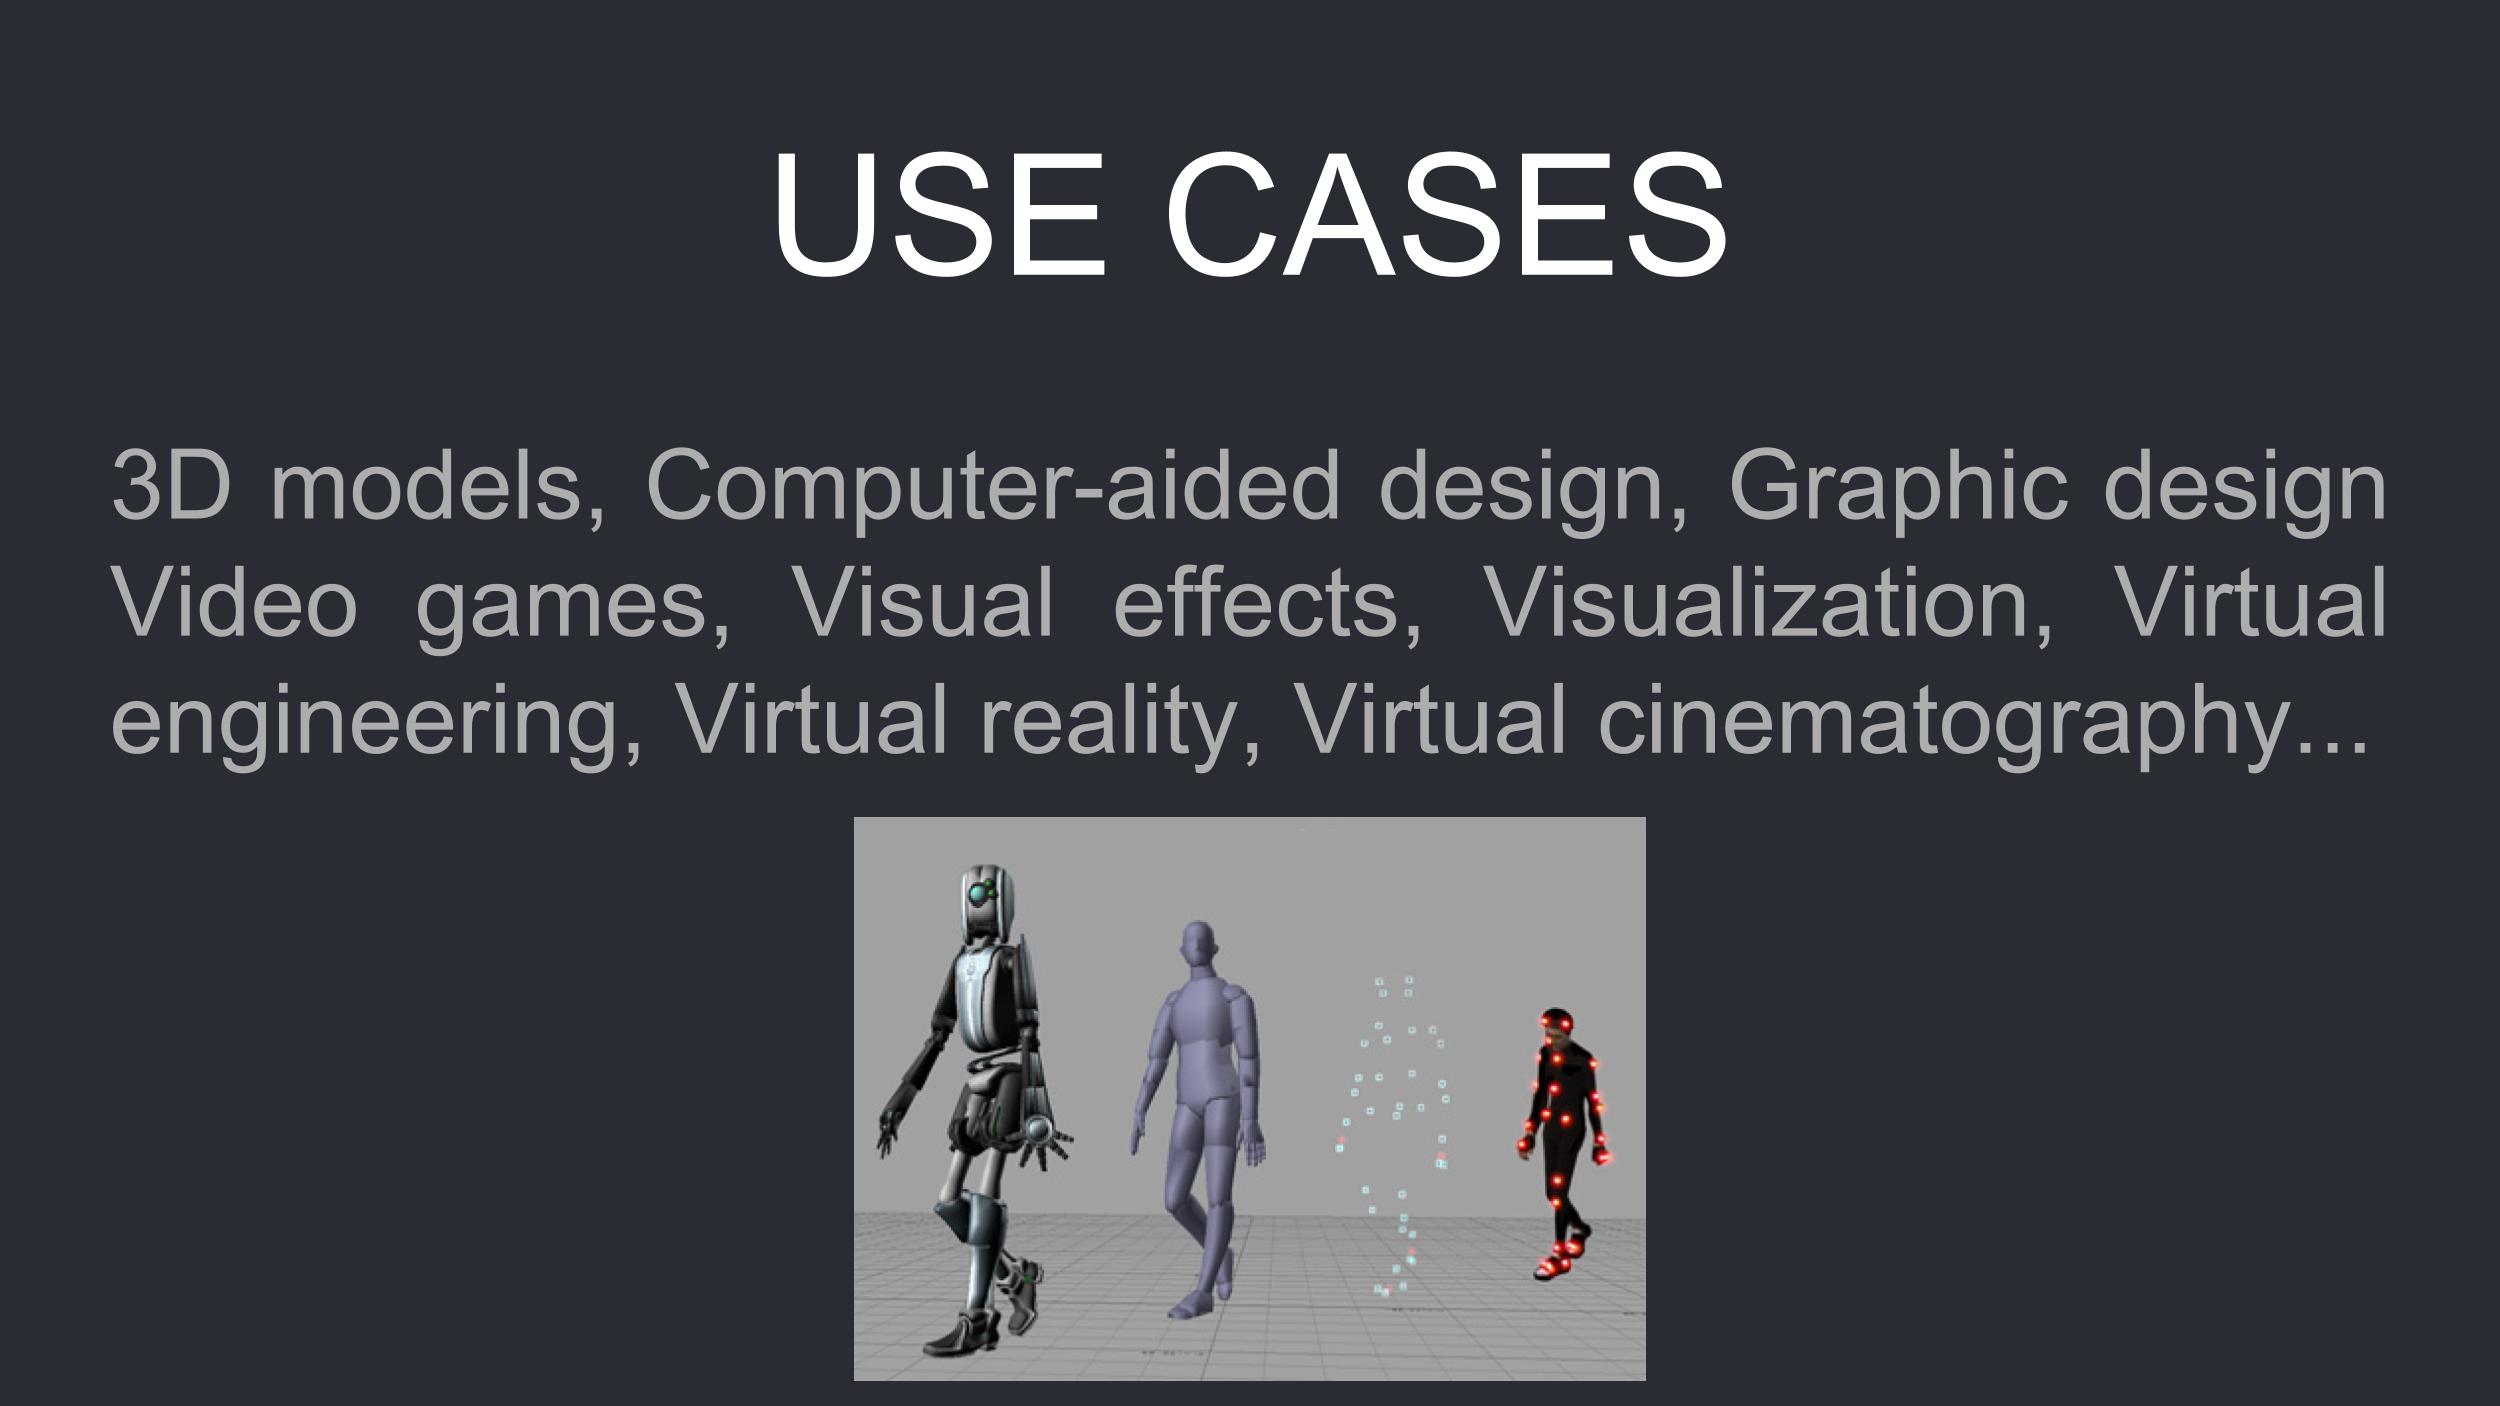 USE CASES
3D models, Computer-aided design, Graphic design
Video games, Visual effects, Visualization, Virtual
engineering, Virtual reality, Virtual cinematography…